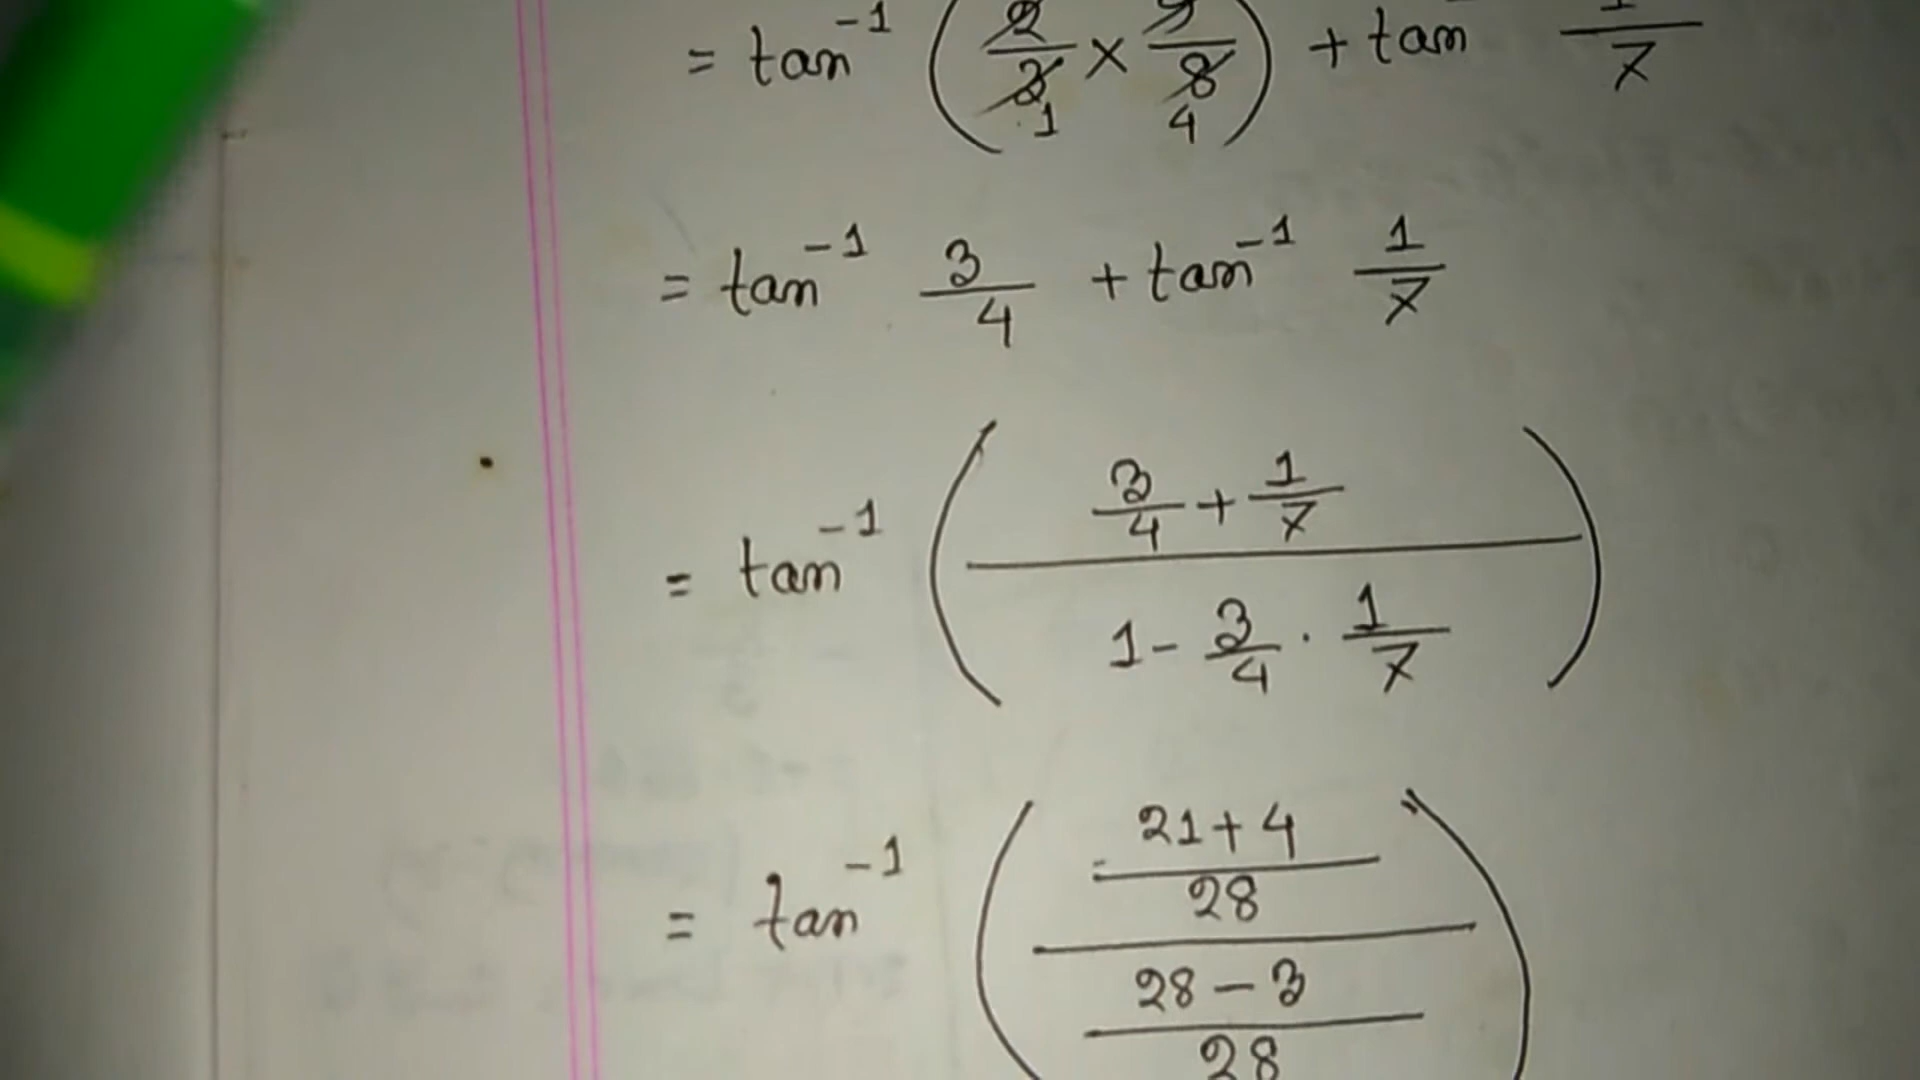 = tan⁻¹ (2/3 × 9/8) + tan⁻ 1/7
= tan⁻¹ 3/4 + tan⁻¹ 1/7
= tan⁻¹ ((3/4 + 1/7) / (1 - 3/4 · 1/7))
= tan⁻¹ (((21 + 4)/28) / ((28 - 3)/28))